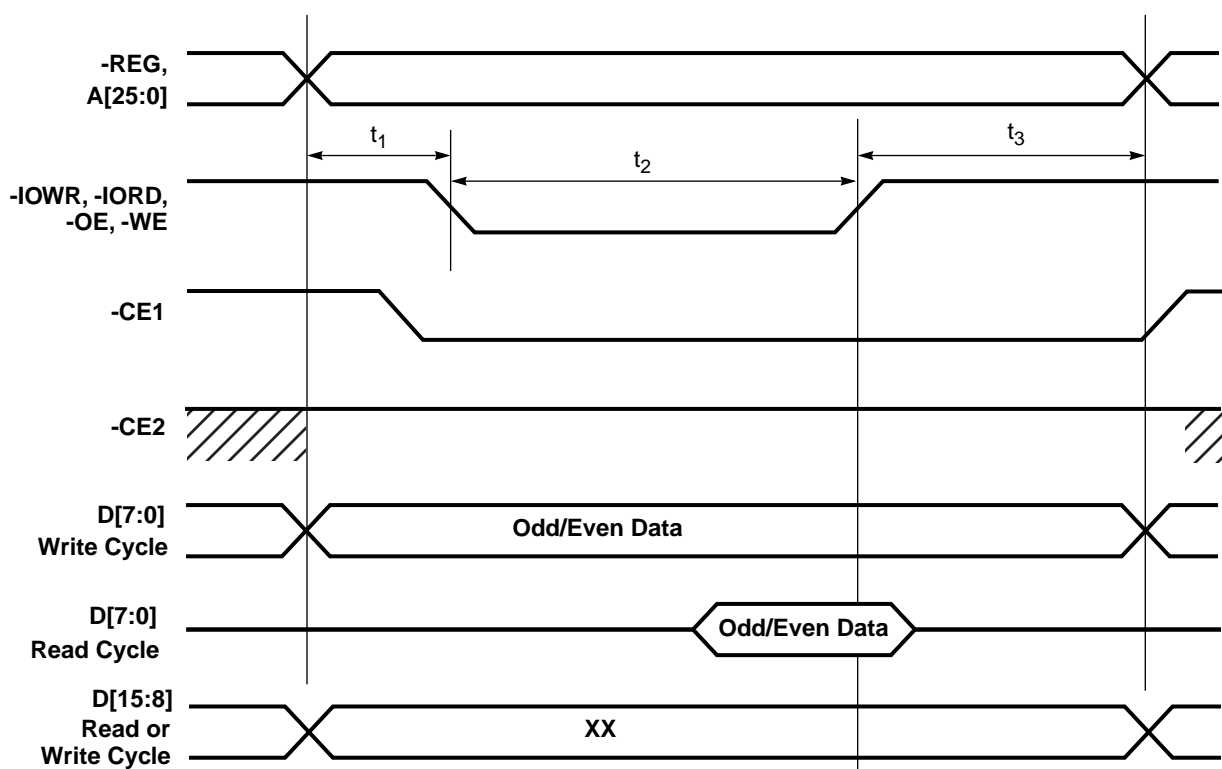 -REG,
A[25:0]
t1
t2
t3
-IOWR, -IORD,
-OE, -WE
-CE1
-CE2
D[7:0]
Write Cycle
Odd/Even Data
D[7:0]
Read Cycle
Odd/Even Data
D[15:8]
Read or
Write Cycle
XX